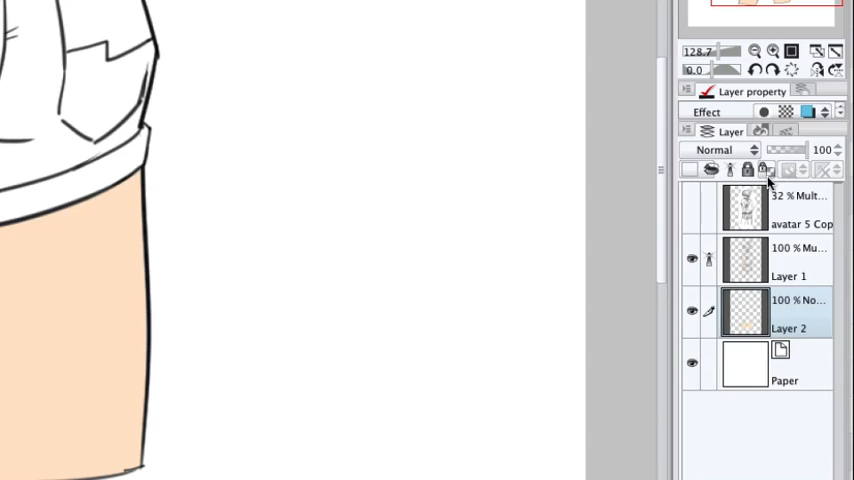 128.7
0.0
Layer property
Effect
Layer
Normal 100
32 % Mult...
avatar 5 Cop
100 % Mu...
Layer 1
100 % No...
Layer 2
Paper